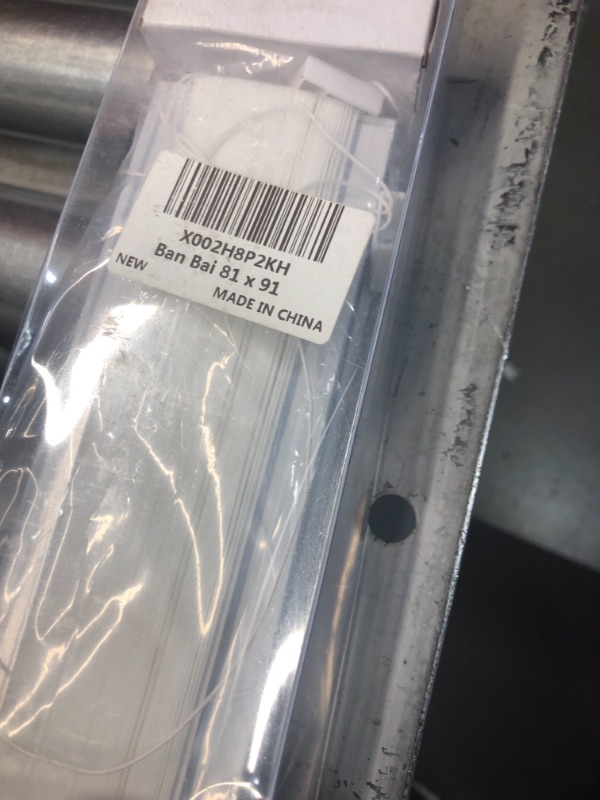 X002H8P2KH
Ban Bai 81 x 91
NEW
MADE IN CHINA